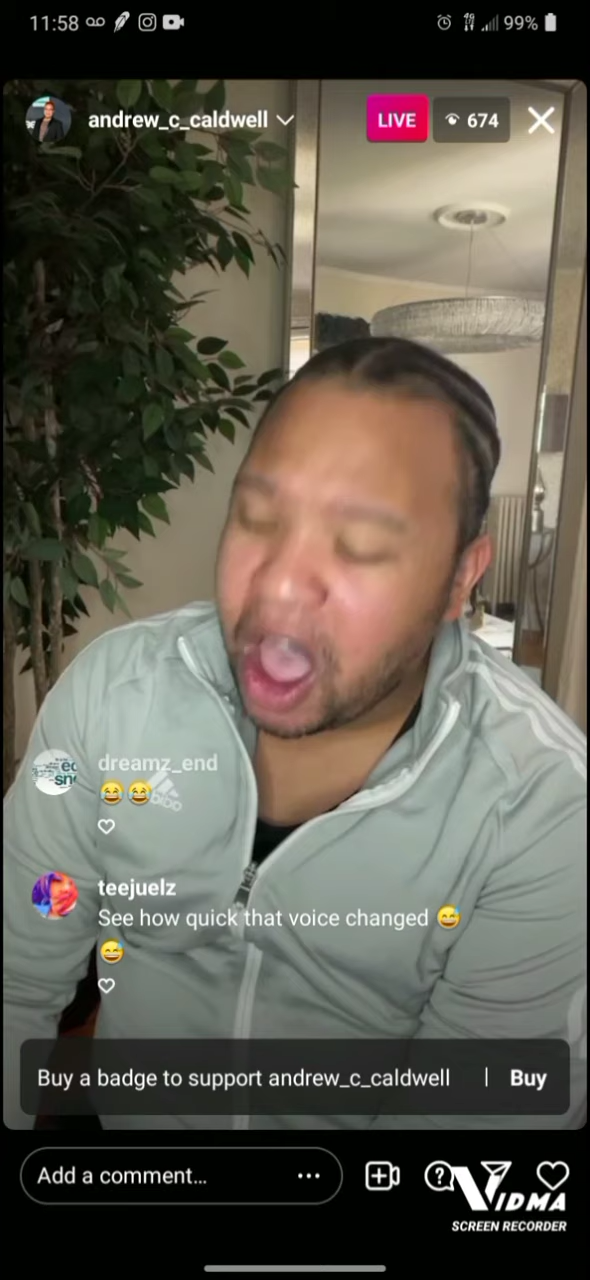 11:58
99%
andrew_c_caldwell
LIVE
674
dreamz_end
😂😂
adidas
teejuelz
See how quick that voice changed 😅
😅
Buy a badge to support andrew_c_caldwell | Buy
Add a comment...
VIDMA
SCREEN RECORDER